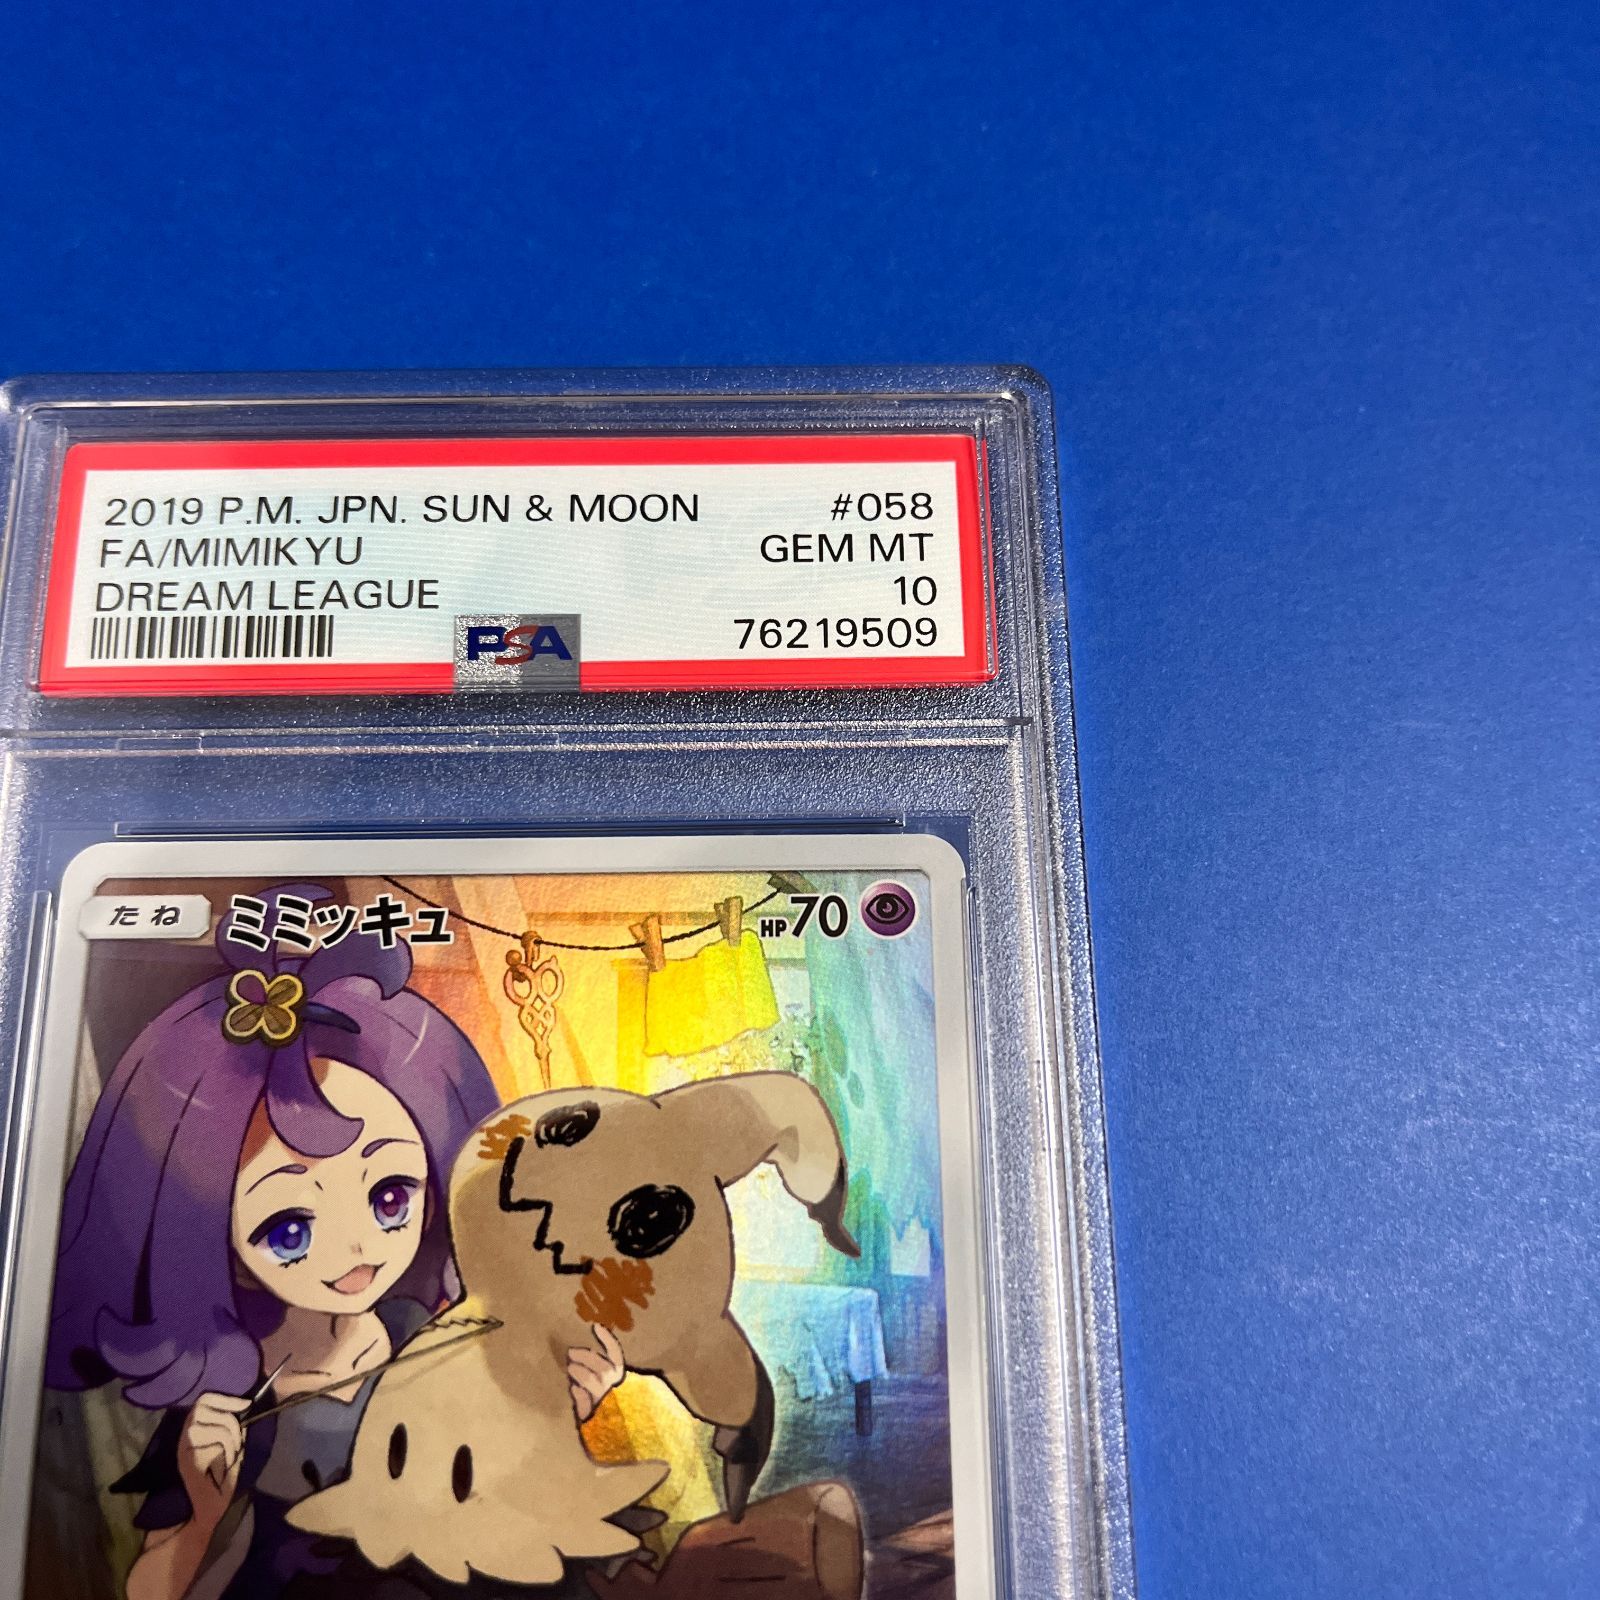 2019 P.M. JPN. SUN & MOON #058
FA/MIMIKYU GEM MT
DREAM LEAGUE 10
PSA 76219509
たね ミミッキュ HP70